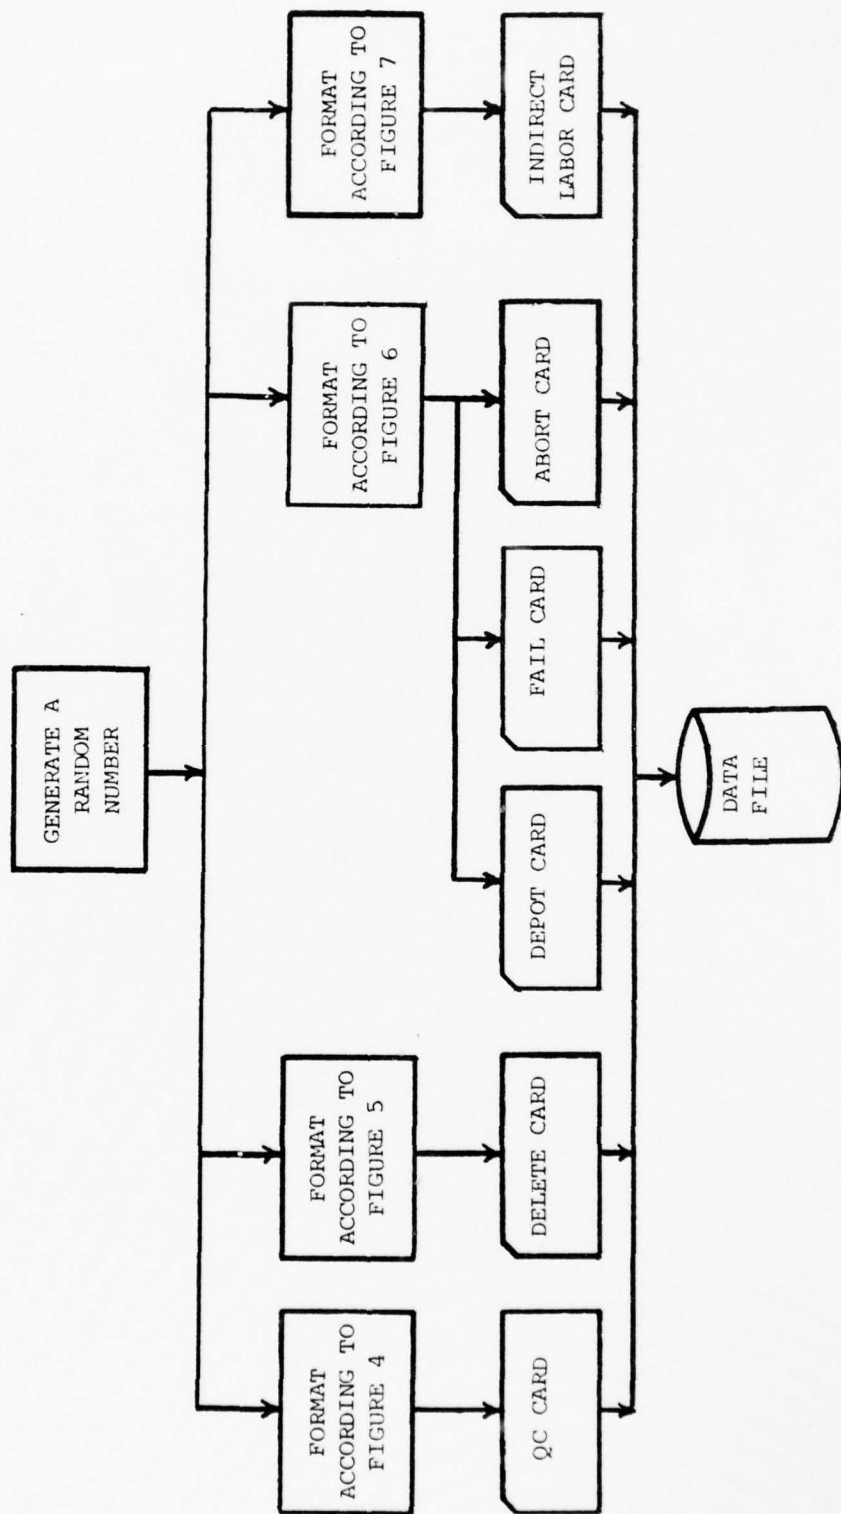 GENERATE A
RANDOM
NUMBER
FORMAT
ACCORDING TO
FIGURE 4
FORMAT
ACCORDING TO
FIGURE 5
FORMAT
ACCORDING TO
FIGURE 6
FORMAT
ACCORDING TO
FIGURE 7
QC CARD
DELETE CARD
DEPOT CARD
FAIL CARD
ABORT CARD
INDIRECT
LABOR CARD
DATA
FILE